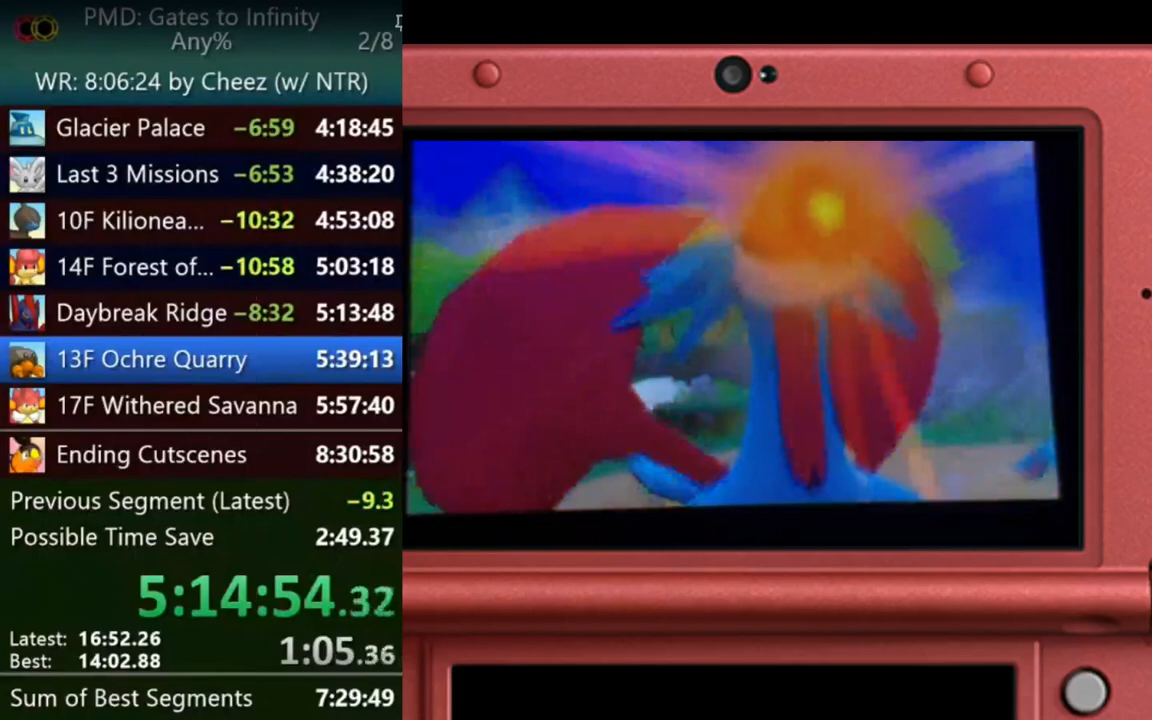 PMD: Gates to Infinity
Any%
2/8
WR: 8:06:24 by Cheez (w/ NTR)
Glacier Palace −6:59 4:18:45
Last 3 Missions −6:53 4:38:20
10F Kilionea... −10:32 4:53:08
14F Forest of... −10:58 5:03:18
Daybreak Ridge −8:32 5:13:48
13F Ochre Quarry 5:39:13
17F Withered Savanna 5:57:40
Ending Cutscenes 8:30:58
Previous Segment (Latest) −9.3
Possible Time Save 2:49.37
5:14:54.32
Latest: 16:52.26
Best: 14:02.88
1:05.36
Sum of Best Segments 7:29:49